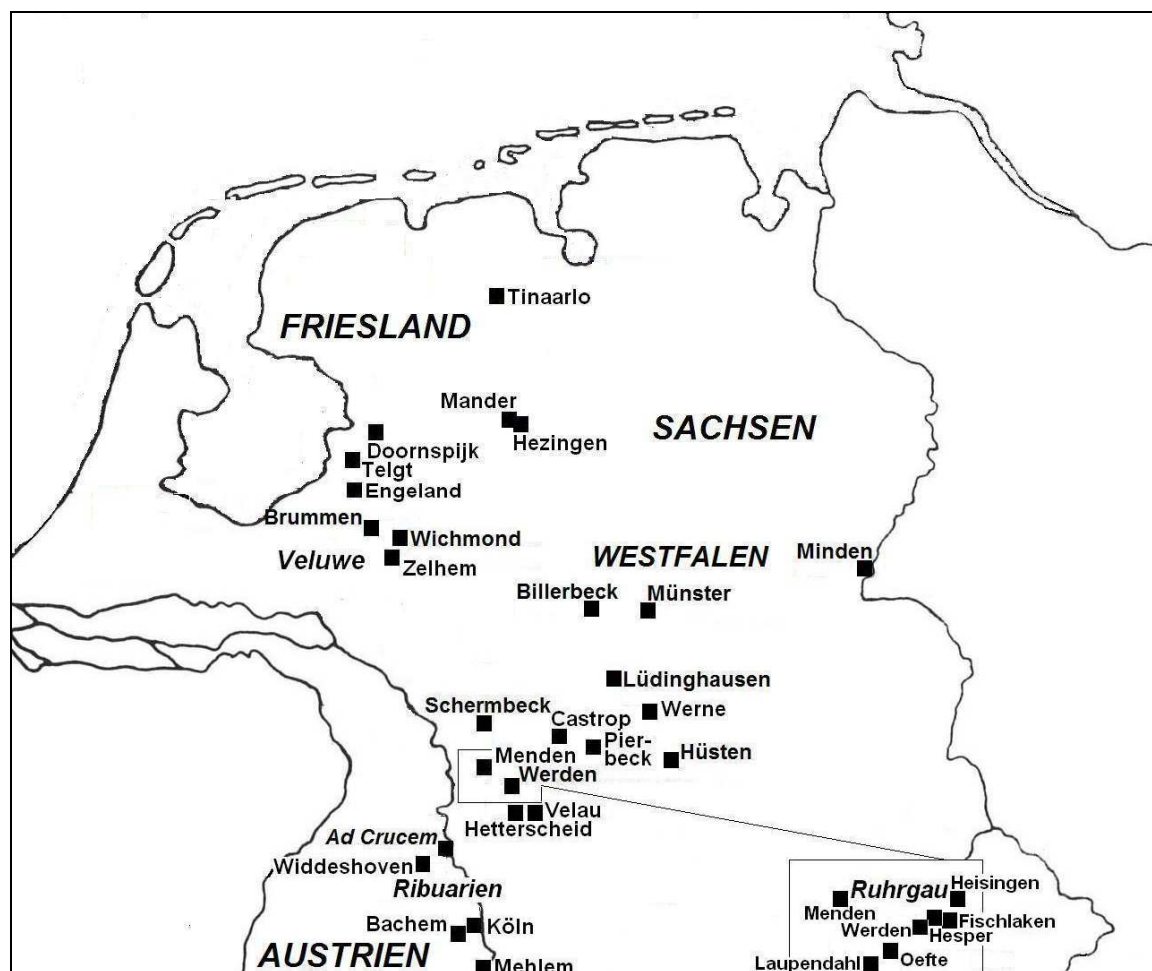 Tinaarlo
FRIESLAND
Mander
SACHSEN
Hezingen
Doornspijk
Telgt
Engeland
Brummen
Wichmond
WESTFALEN
Minden
Veluwe
Zelhem
Billerbeck
Münster
Lüdinghausen
Schermbeck
Werne
Castrop
Pier-
beck
Hüsten
Menden
Werden
Velau
Hetterscheid
Ad Crucem
Widdeshoven
Ribuarien
Ruhrgau
Heisingen
Menden
Bachem
Köln
Werden
Fischlaken
Hesper
AUSTRIEN
Oefte
Mehlem
Laupendahl